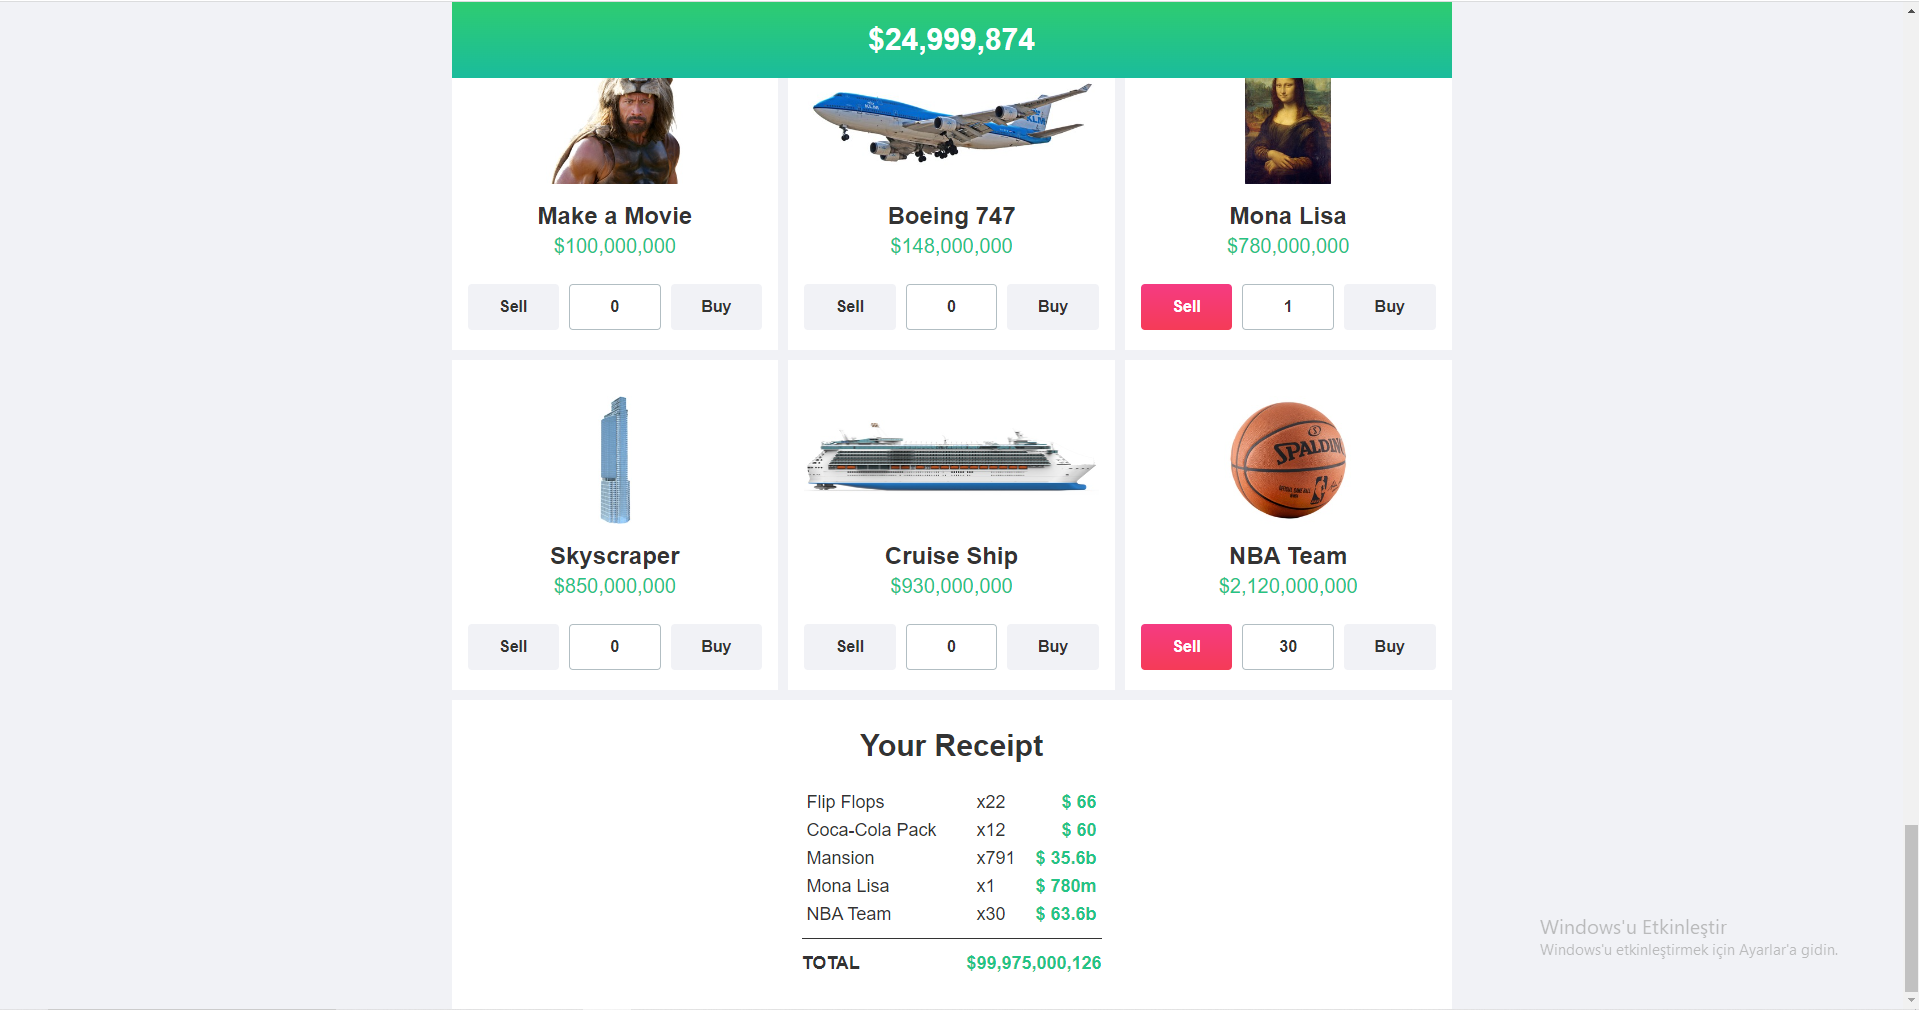 $24,999,874
KLM
KLM
Make a Movie
$100,000,000
Sell
0
Buy
Boeing 747
$148,000,000
Sell
0
Buy
Mona Lisa
$780,000,000
Sell
1
Buy
Skyscraper
$850,000,000
Sell
0
Buy
Cruise Ship
$930,000,000
Sell
0
Buy
SPALDING
NBA Team
$2,120,000,000
Sell
30
Buy
Your Receipt
Flip Flops x22 $ 66
Coca-Cola Pack x12 $ 60
Mansion x791 $ 35.6b
Mona Lisa x1 $ 780m
NBA Team x30 $ 63.6b
TOTAL $99,975,000,126
Windows'u Etkinleştir
Windows'u etkinleştirmek için Ayarlar'a gidin.